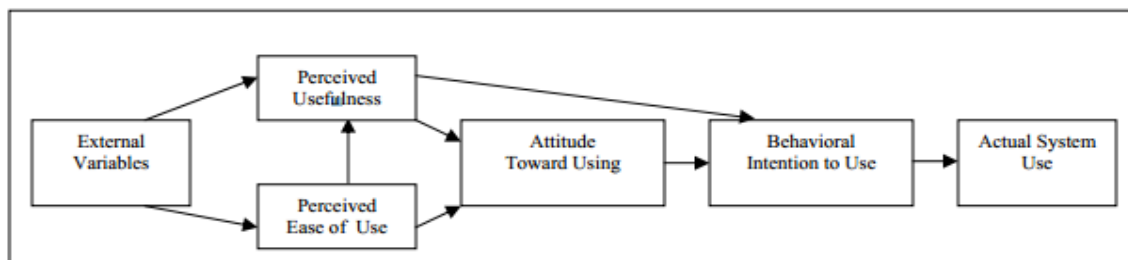 External
Variables
Perceived
Usefulness
Perceived
Ease of Use
Attitude
Toward Using
Behavioral
Intention to Use
Actual System
Use